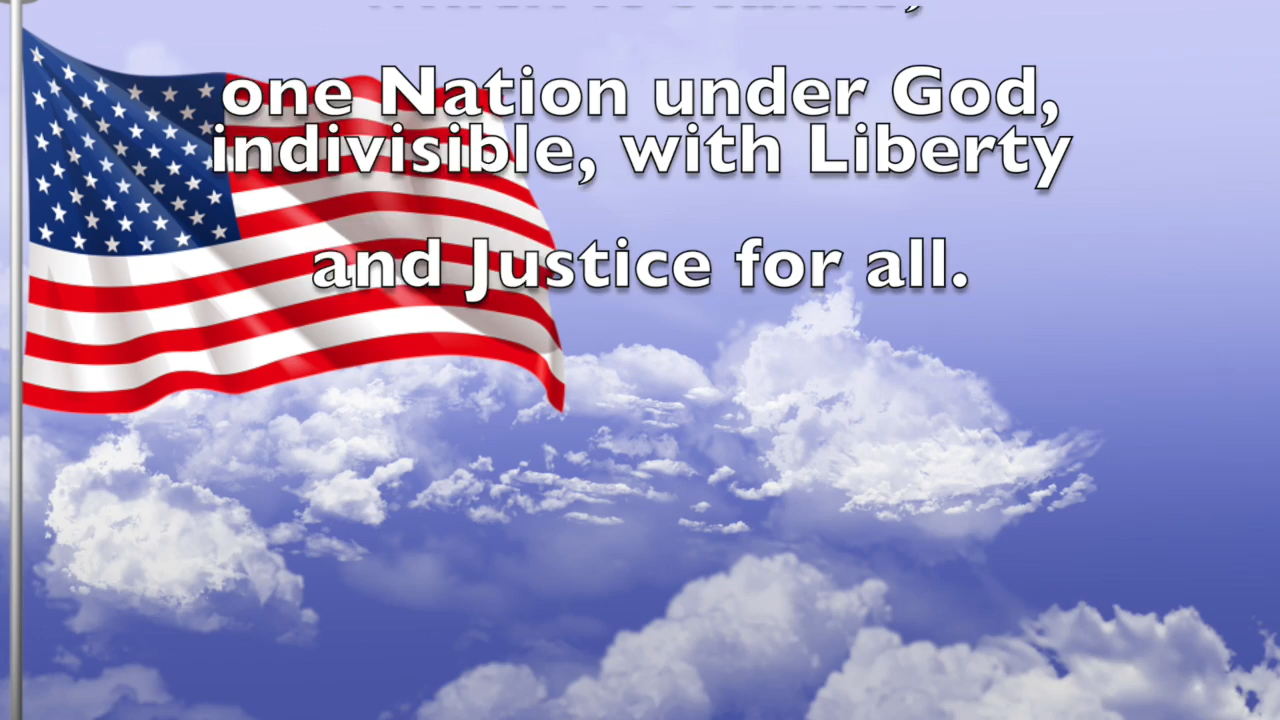 one Nation under God,
indivisible, with Liberty
and Justice for all.